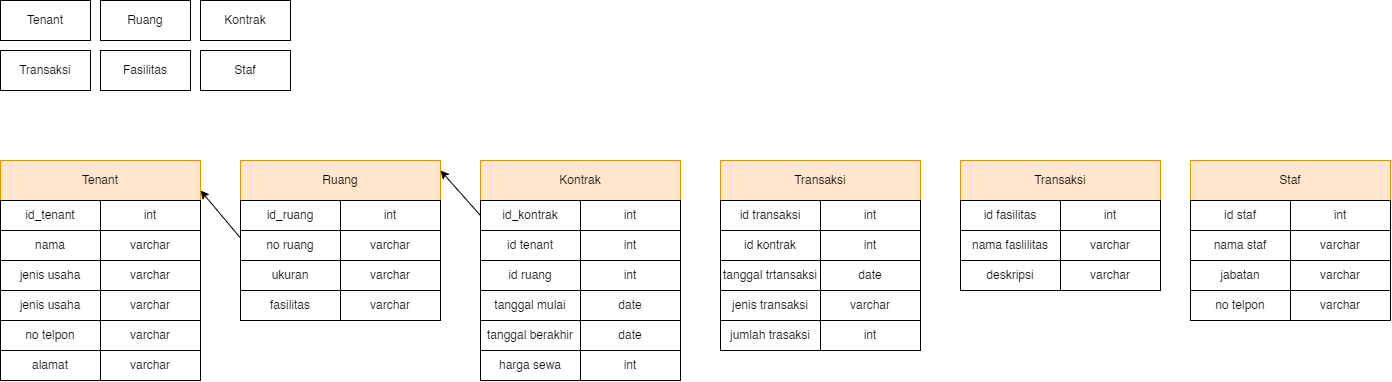 Tenant
Ruang
Kontrak
Transaksi
Fasilitas
Staf
Tenant
id_tenant int
nama varchar
jenis usaha varchar
jenis usaha varchar
no telpon varchar
alamat varchar
Ruang
id_ruang int
no ruang varchar
ukuran varchar
fasilitas varchar
Kontrak
id_kontrak int
id tenant int
id ruang int
tanggal mulai date
tanggal berakhir date
harga sewa int
Transaksi
id transaksi int
id kontrak int
tanggal trtansaksi date
jenis transaksi varchar
jumlah trasaksi int
Transaksi
id fasilitas int
nama faslilitas varchar
deskripsi varchar
Staf
id staf int
nama staf varchar
jabatan varchar
no telpon varchar